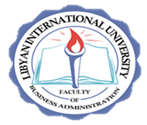 LIBYAN INTERNATIONAL UNIVERSITY
FACULTY
OF
BUSINESS ADMINISTRATION